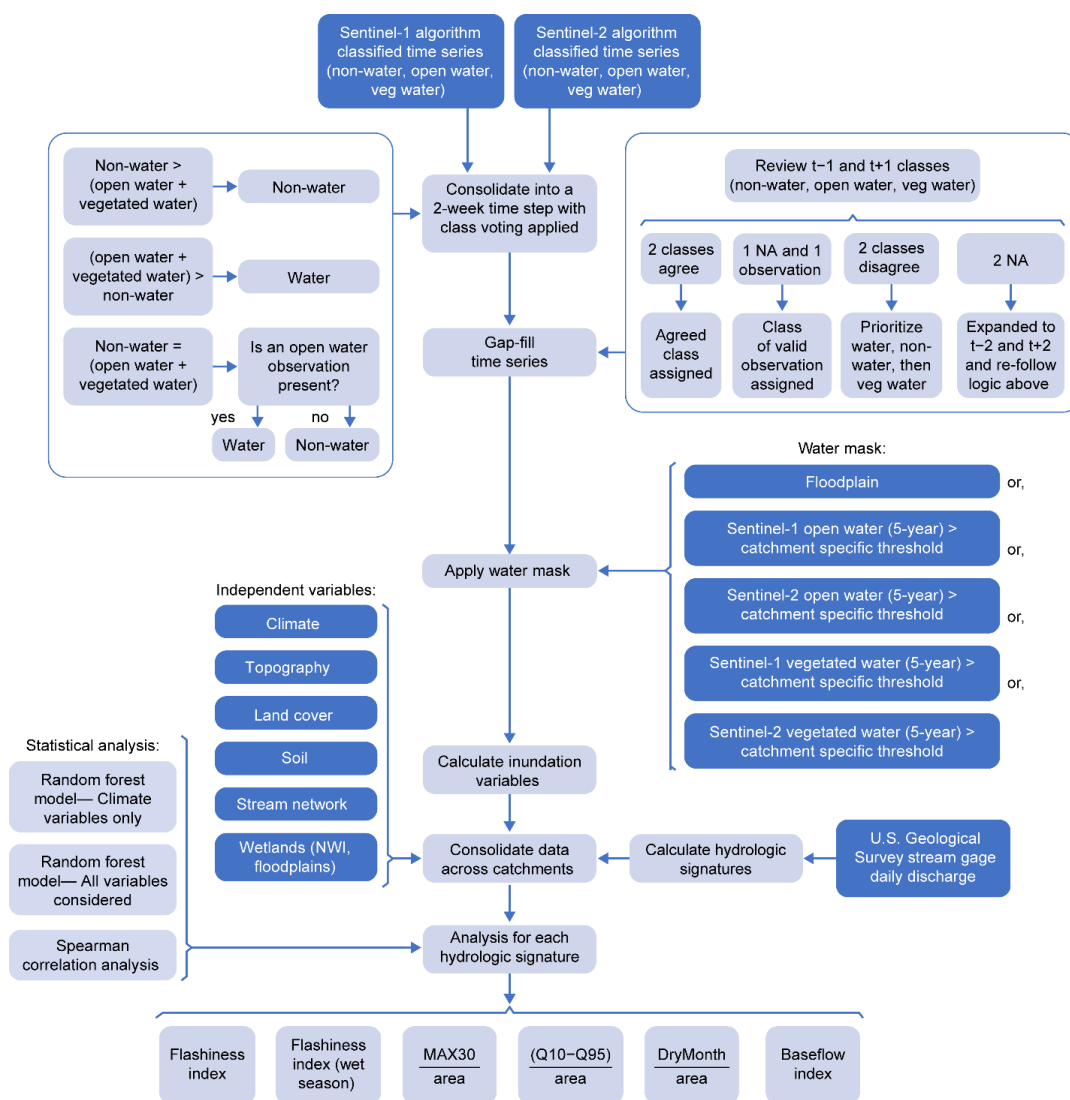 Sentinel-1 algorithm
classified time series
(non-water, open water,
veg water)
Sentinel-2 algorithm
classified time series
(non-water, open water,
veg water)
Non-water >
(open water +
vegetated water)
Non-water
(open water +
vegetated water) >
non-water
Water
Non-water =
(open water +
vegetated water)
Is an open water
observation
present?
yes
no
Water
Non-water
Consolidate into a
2-week time step with
class voting applied
Review t−1 and t+1 classes
(non-water, open water, veg water)
2 classes
agree
1 NA and 1
observation
2 classes
disagree
2 NA
Agreed
class
assigned
Class
of valid
observation
assigned
Prioritize
water, non-
water, then
veg water
Expanded to
t−2 and t+2
and re-follow
logic above
Gap-fill
time series
Water mask:
Floodplain
or,
Sentinel-1 open water (5-year) >
catchment specific threshold
or,
Sentinel-2 open water (5-year) >
catchment specific threshold
or,
Sentinel-1 vegetated water (5-year) >
catchment specific threshold
or,
Sentinel-2 vegetated water (5-year) >
catchment specific threshold
Apply water mask
Independent variables:
Climate
Topography
Land cover
Soil
Stream network
Wetlands (NWI,
floodplains)
Calculate inundation
variables
Consolidate data
across catchments
Calculate hydrologic
signatures
U.S. Geological
Survey stream gage
daily discharge
Statistical analysis:
Random forest
model— Climate
variables only
Random forest
model— All variables
considered
Spearman
correlation analysis
Analysis for each
hydrologic signature
Flashiness
index
Flashiness
index (wet
season)
MAX30
area
(Q10−Q95)
area
DryMonth
area
Baseflow
index